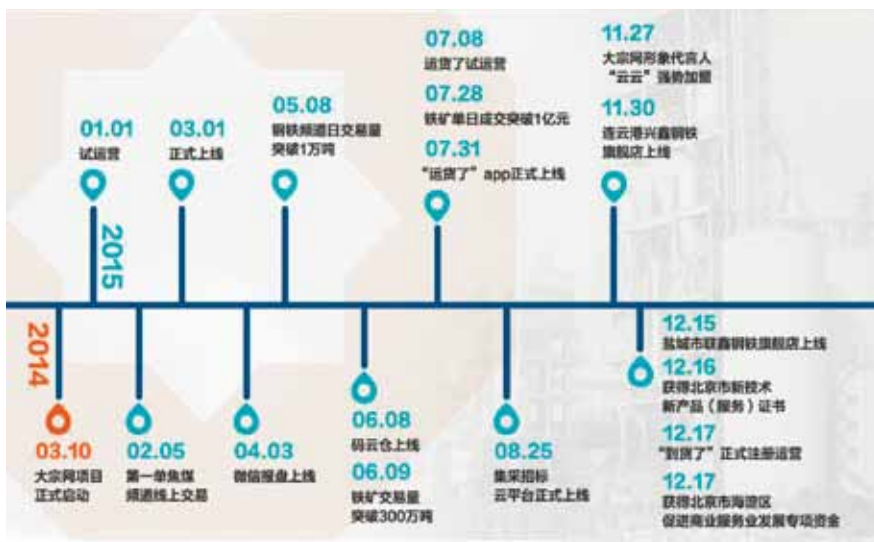 2014
03.10
大宗网项目
正式启动
2015
01.01
试运营
02.05
第一单焦煤
频道线上交易
03.01
正式上线
04.03
微信报盘上线
05.08
钢铁频道日交易量
突破1万吨
06.08
码云仓上线
06.09
铁矿交易量
突破300万吨
07.08
运货了试运营
07.28
铁矿单日成交突破1亿元
07.31
“运货了”app正式上线
08.25
集采招标
云平台正式上线
11.27
大宗网形象代言人
“云云”强势加盟
11.30
连云港兴鑫钢铁
旗舰店上线
12.15
盐城市联鑫钢铁旗舰店上线
12.16
获得北京市新技术
新产品（服务）证书
12.17
“到货了”正式注册运营
12.17
获得北京市海淀区
促进商业服务业发展专项资金